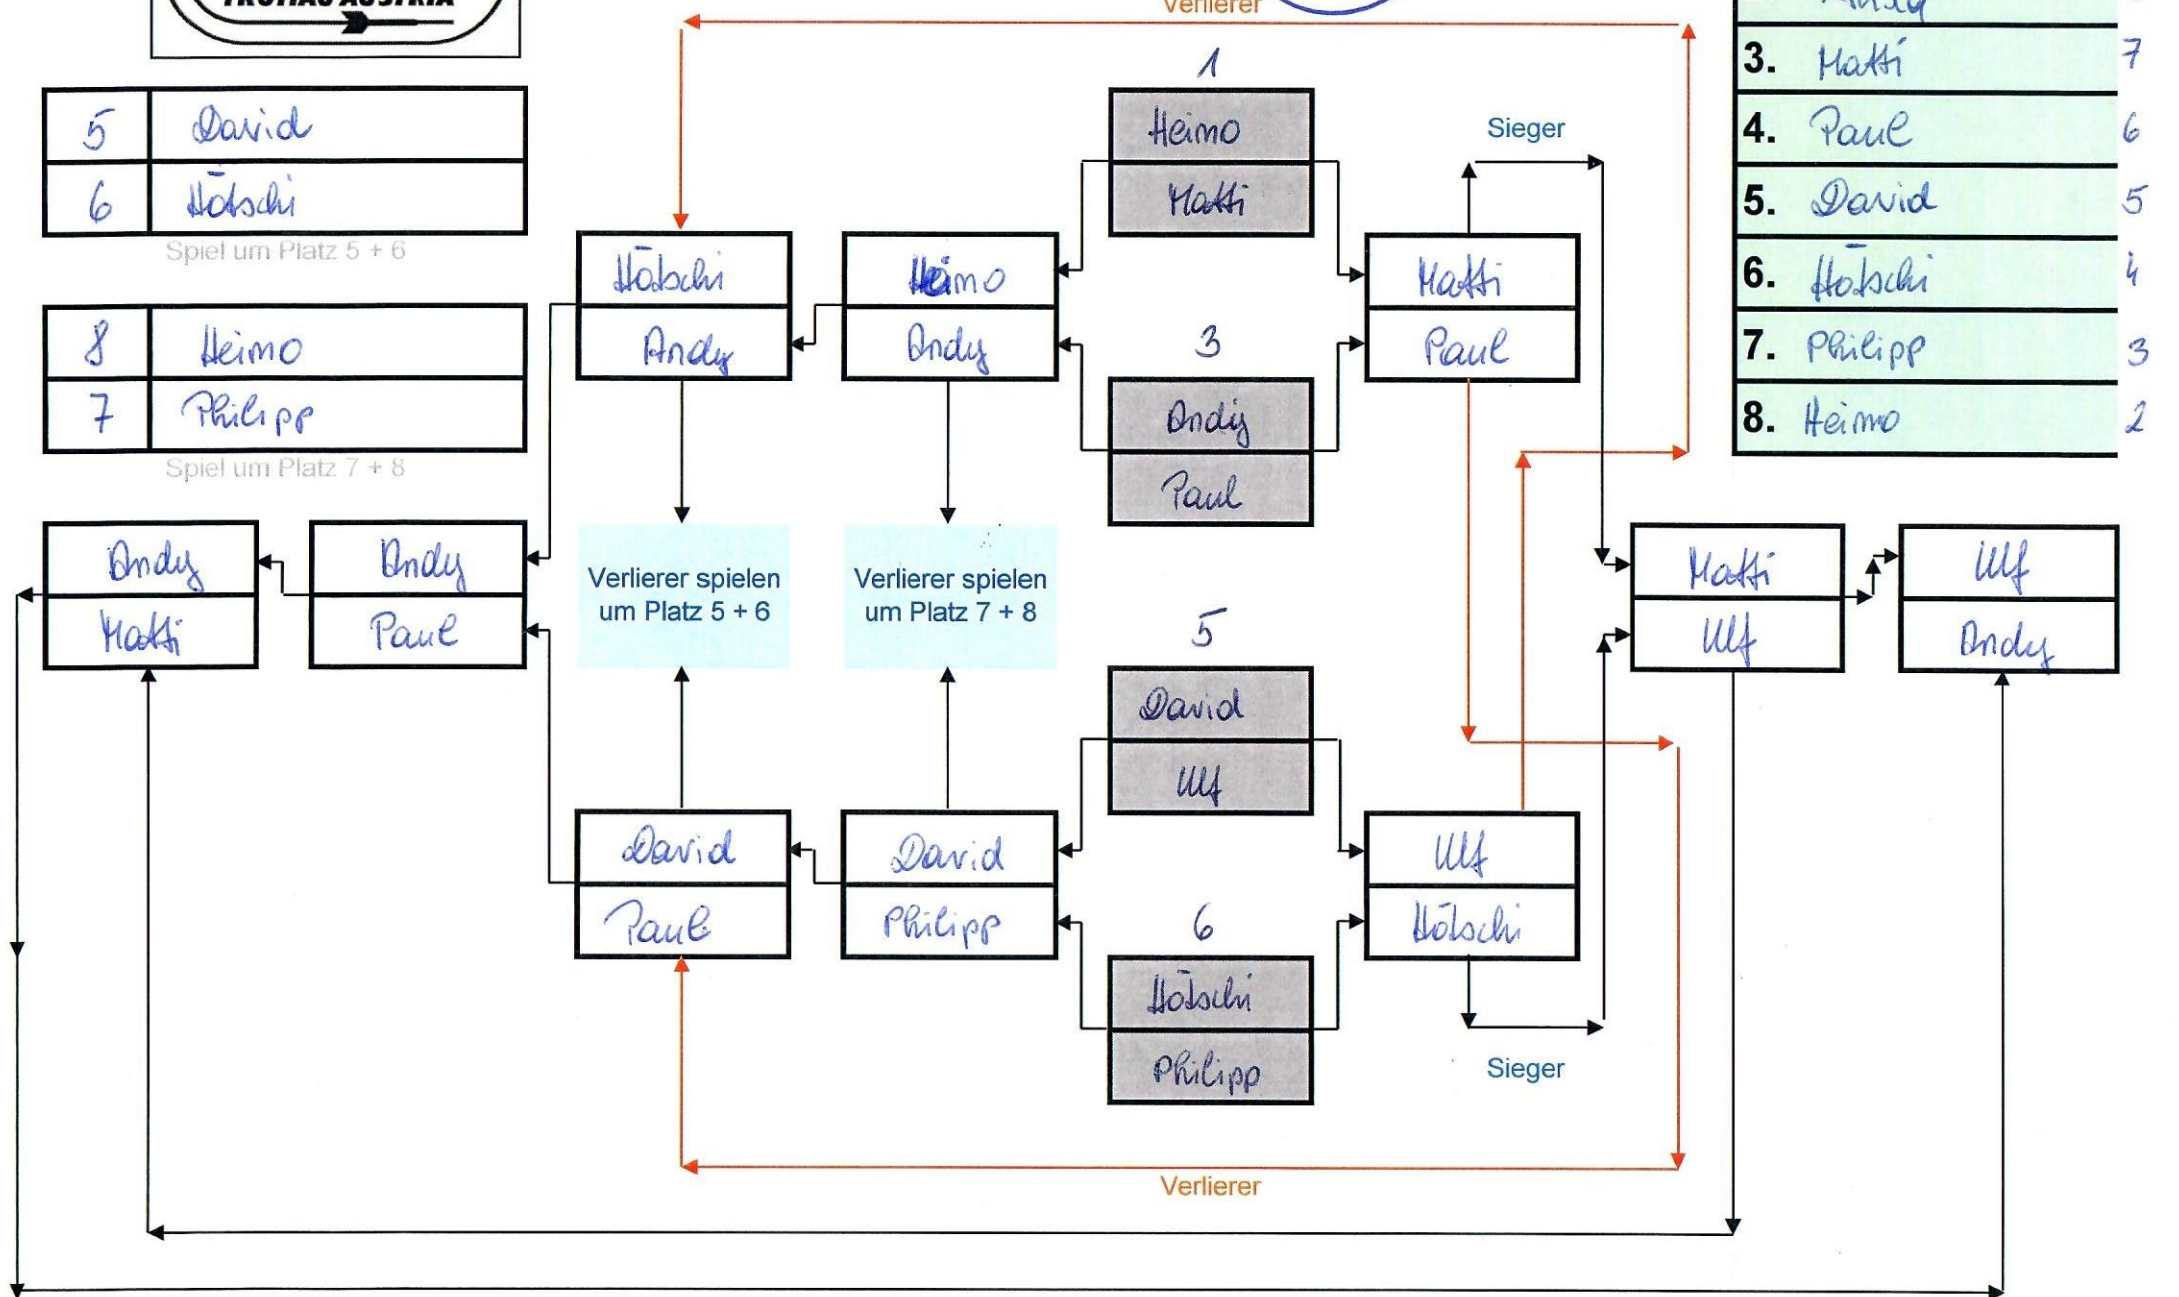 Verlierer
3. Matti 7
4. Paul 6
5. David 5
6. Hötschi 4
7. Philipp 3
8. Heimo 2
5 David
6 Hötschi
Spiel um Platz 5 + 6
8 Heimo
7 Philipp
Spiel um Platz 7 + 8
1
Heimo
Matti
Sieger
Hötschi
Andy
Heimo
Andy
Matti
Paul
3
Andy
Paul
Andy
Matti
Andy
Paul
Verlierer spielen
um Platz 5 + 6
Verlierer spielen
um Platz 7 + 8
Matti
Ulf
Ulf
Andy
5
David
Ulf
David
Paul
David
Philipp
Ulf
Hötschi
6
Hötschi
Philipp
Sieger
Verlierer